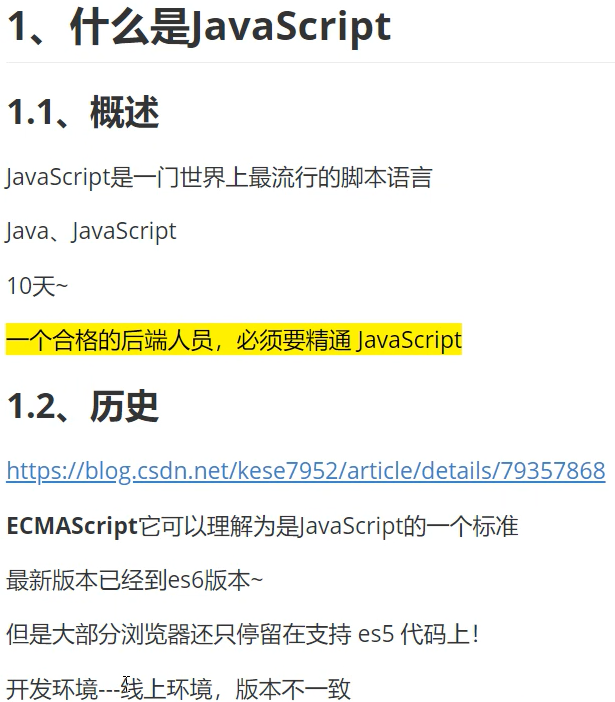 1、什么是JavaScript
1.1、概述
JavaScript是一门世界上最流行的脚本语言
Java、JavaScript
10天~
一个合格的后端人员，必须要精通 JavaScript
1.2、历史
https://blog.csdn.net/kese7952/article/details/79357868
ECMAScript它可以理解为是JavaScript的一个标准
最新版本已经到es6版本~
但是大部分浏览器还只停留在支持 es5 代码上！
开发环境---线上环境，版本不一致